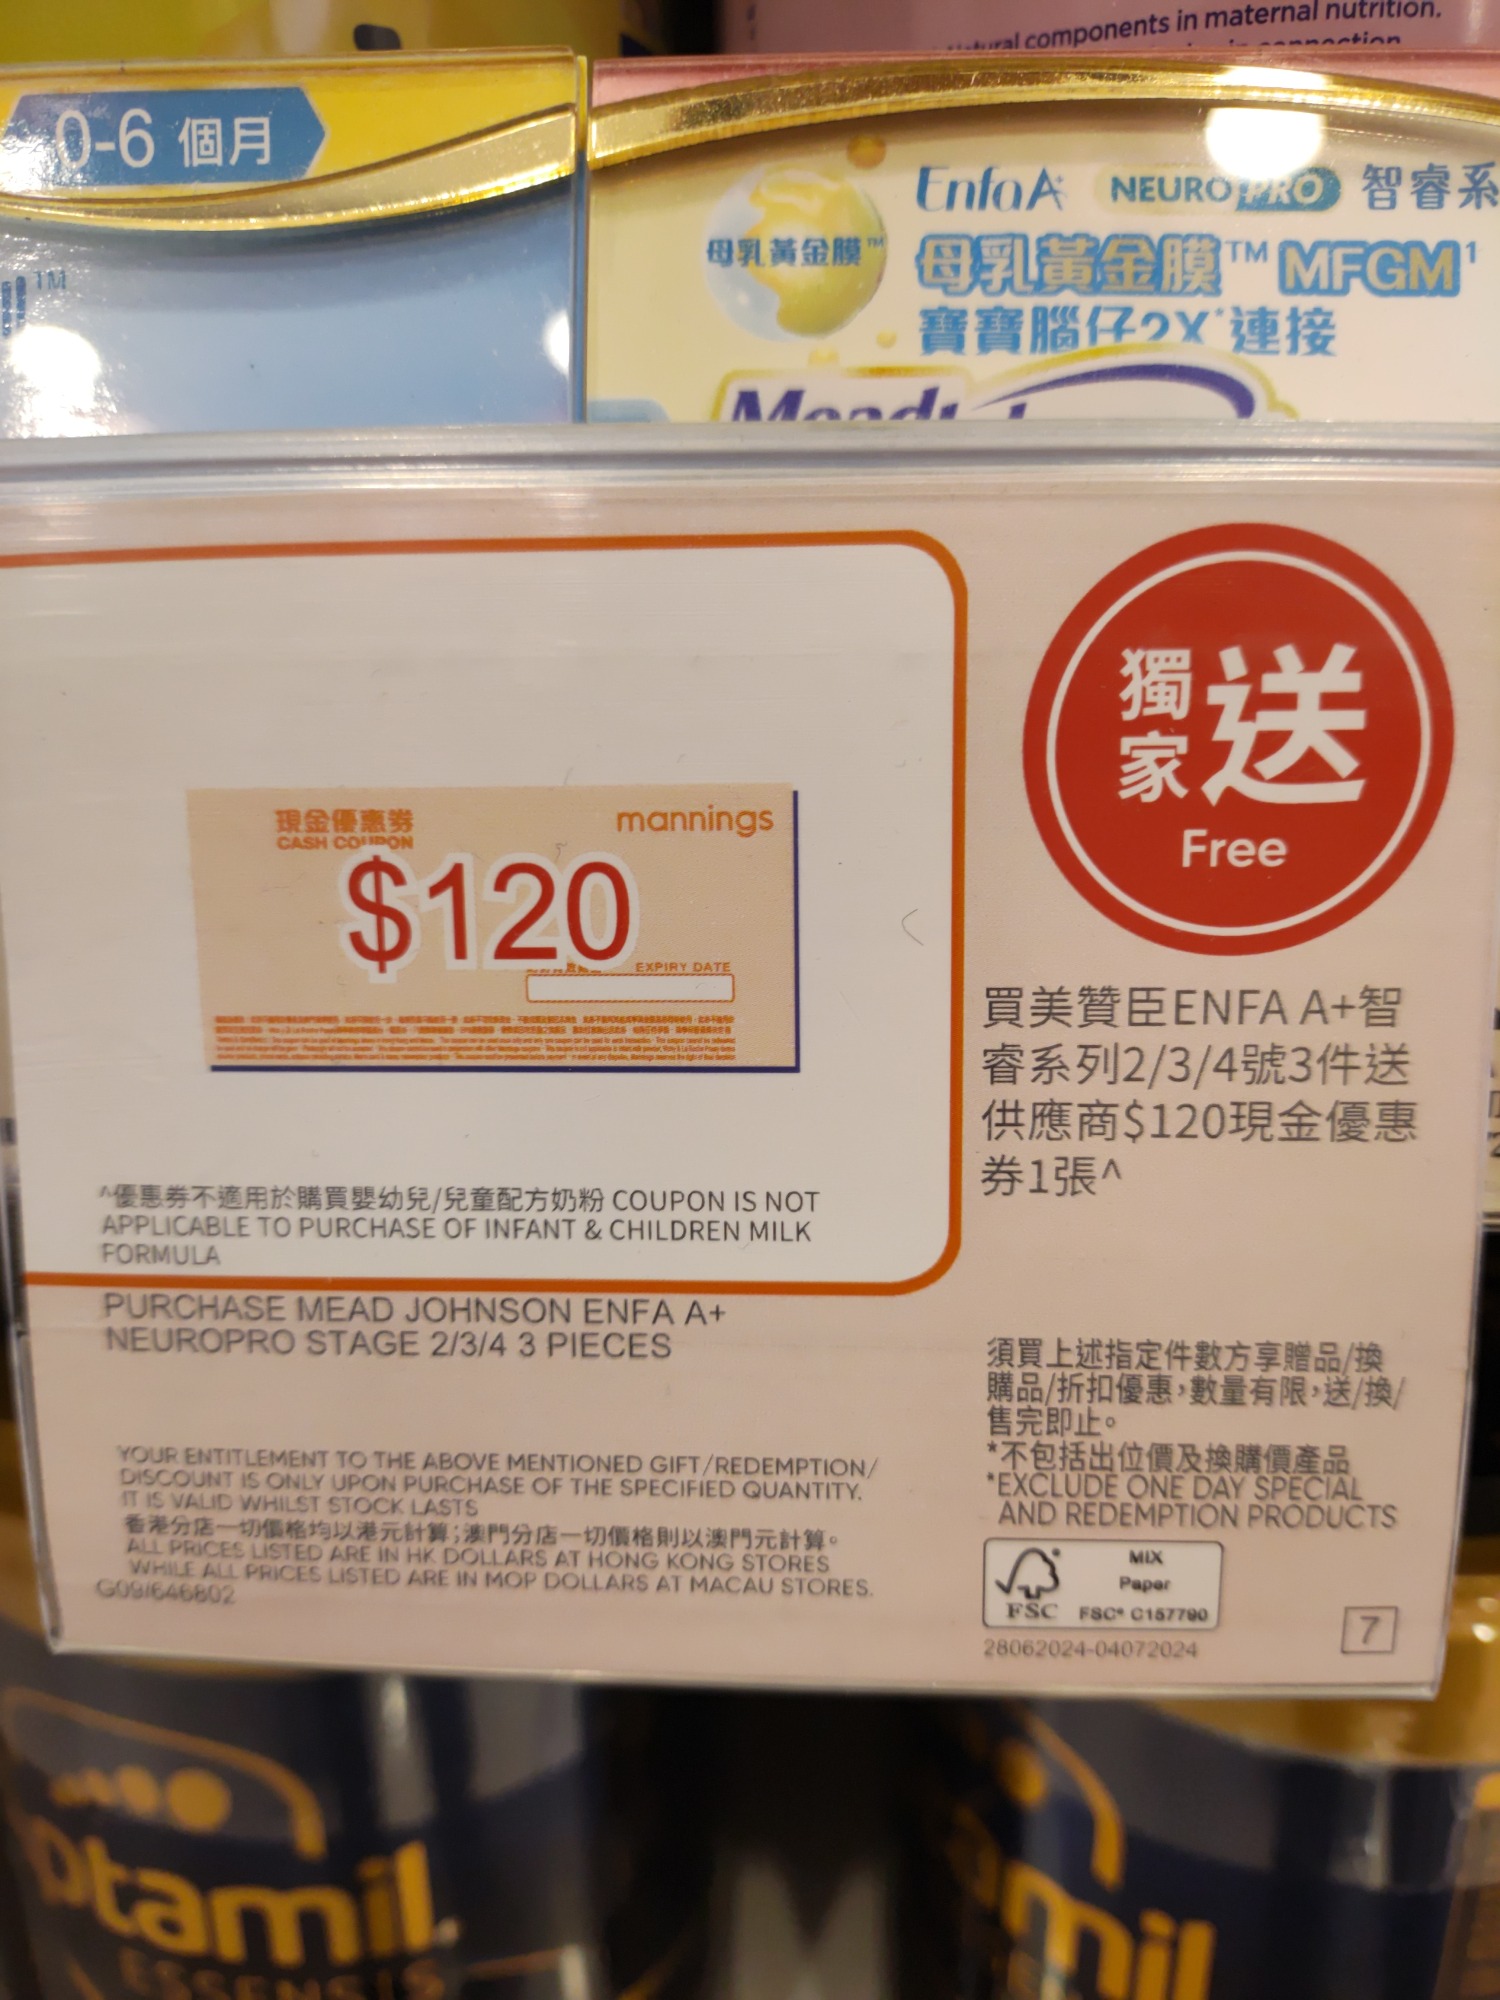 components in maternal nutrition.
0-6 個月
TM
母乳黃金膜™
EnfaA+ NEUROPRO 智睿系
母乳黃金膜™ MFGM¹
寶寶腦仔2X*連接
Mead
現金優惠券
CASH COUPON
mannings
$120
EXPIRY DATE
獨家送
Free
買美贊臣ENFA A+智
睿系列2/3/4號3件送
供應商$120現金優惠
券1張^
^優惠券不適用於購買嬰幼兒/兒童配方奶粉 COUPON IS NOT
APPLICABLE TO PURCHASE OF INFANT & CHILDREN MILK
FORMULA
PURCHASE MEAD JOHNSON ENFA A+
NEUROPRO STAGE 2/3/4 3 PIECES
須買上述指定件數方享贈品/換
購品/折扣優惠,數量有限,送/換/
售完即止。
*不包括出位價及換購價產品
*EXCLUDE ONE DAY SPECIAL
AND REDEMPTION PRODUCTS
YOUR ENTITLEMENT TO THE ABOVE MENTIONED GIFT/REDEMPTION/
DISCOUNT IS ONLY UPON PURCHASE OF THE SPECIFIED QUANTITY.
IT IS VALID WHILST STOCK LASTS
香港分店一切價格均以港元計算;澳門分店一切價格則以澳門元計算。
ALL PRICES LISTED ARE IN HK DOLLARS AT HONG KONG STORES
WHILE ALL PRICES LISTED ARE IN MOP DOLLARS AT MACAU STORES.
G09/646802
FSC
MIX
Paper
FSC® C157790
28062024-04072024
7
ptamil
ESSENSIS
mil